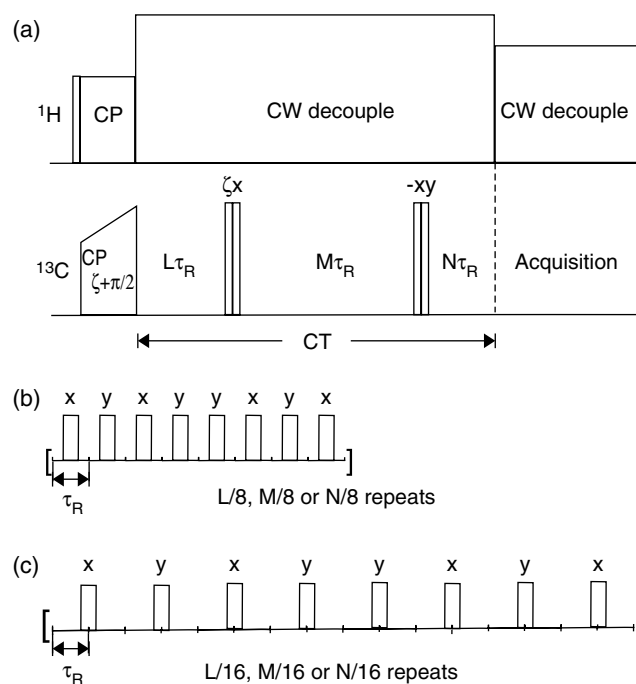 (a)
¹H
CP
CW decouple
CW decouple
ζx
-xy
¹³C
CP
ζ+π/2
Lτ_R
Mτ_R
Nτ_R
Acquisition
CT
(b)
x y x y y x y x
[ ]
τ_R
L/8, M/8 or N/8 repeats
(c)
x y x y y x y x
[
τ_R
L/16, M/16 or N/16 repeats